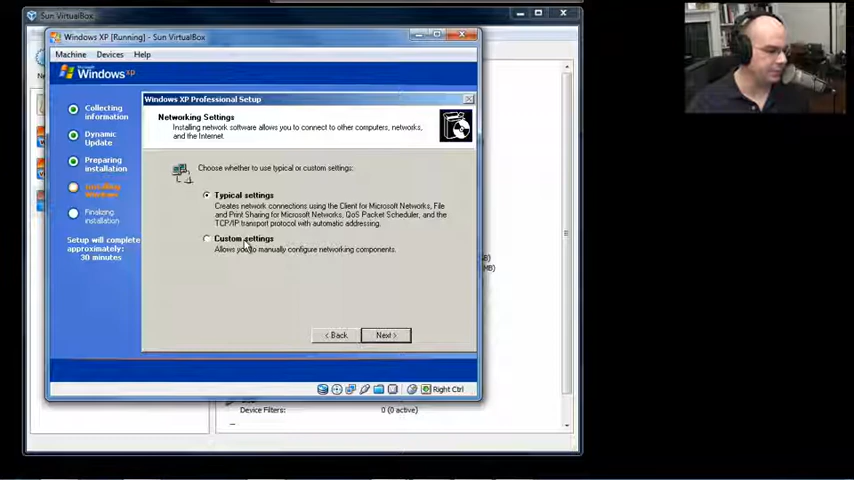 Sun VirtualBox
Windows XP [Running] - Sun VirtualBox
Machine Devices Help
Microsoft
Windows xp
Windows XP Professional Setup
Networking Settings
Installing network software allows you to connect to other computers, networks,
and the Internet.
Collecting
information
Dynamic
Update
Preparing
installation
Installing
Windows
Finalizing
installation
Setup will complete
approximately:
30 minutes
Choose whether to use typical or custom settings:
Typical settings
Creates network connections using the Client for Microsoft Networks, File
and Print Sharing for Microsoft Networks, QoS Packet Scheduler, and the
TCP/IP transport protocol with automatic addressing.
Custom settings
Allows you to manually configure networking components.
< Back
Next >
Right Ctrl
Device Filters:
0 (0 active)